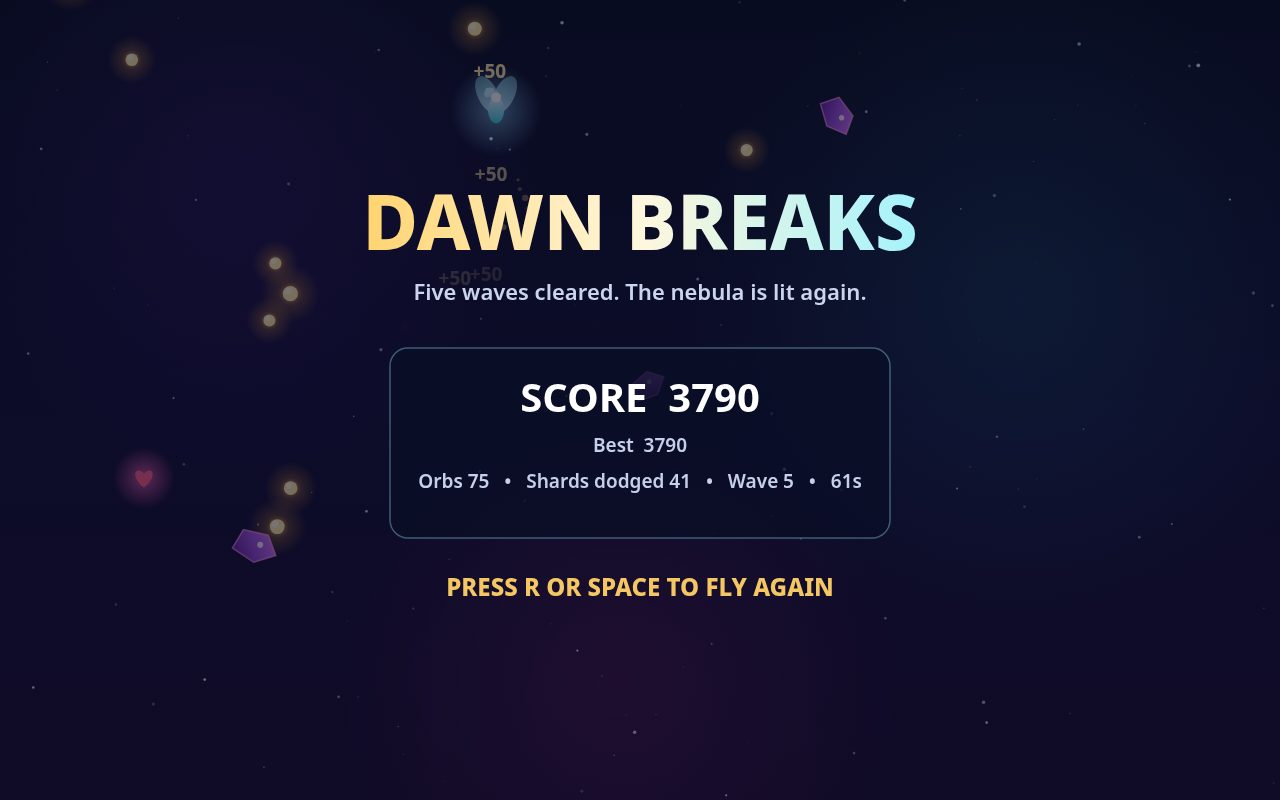 +50
+50
DAWN BREAKS
+50 +50
Five waves cleared. The nebula is lit again.
SCORE 3790
Best 3790
Orbs 75 • Shards dodged 41 • Wave 5 • 61s
PRESS R OR SPACE TO FLY AGAIN